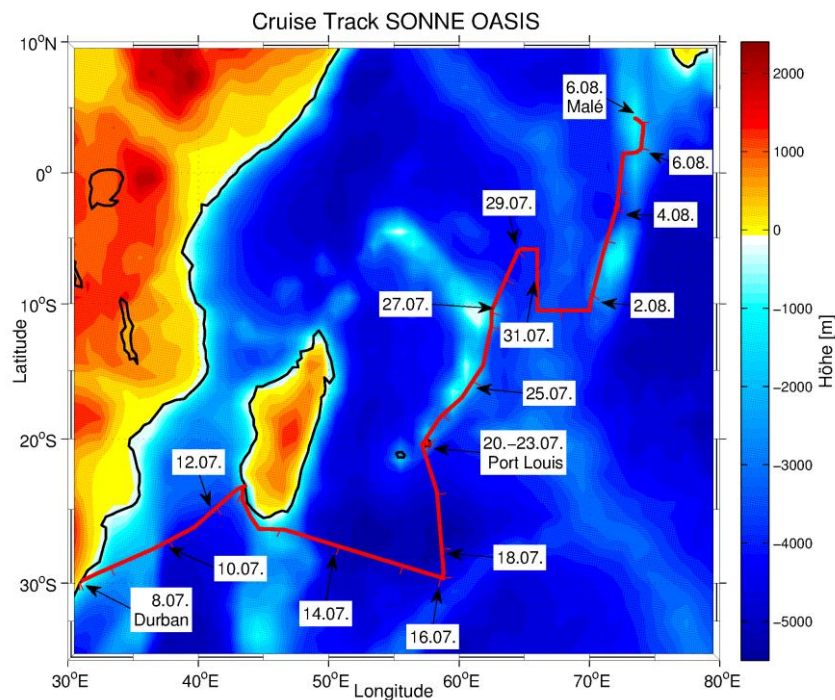 Cruise Track SONNE OASIS
10°N
0°
10°S
20°S
30°S
Latitude
30°E
40°E
50°E
60°E
70°E
80°E
Longitude
6.08.
Malé
6.08.
4.08.
2.08.
29.07.
27.07.
31.07.
25.07.
20.–23.07.
Port Louis
18.07.
16.07.
14.07.
12.07.
10.07.
8.07.
Durban
2000
1000
0
-1000
-2000
-3000
-4000
-5000
Höhe [m]